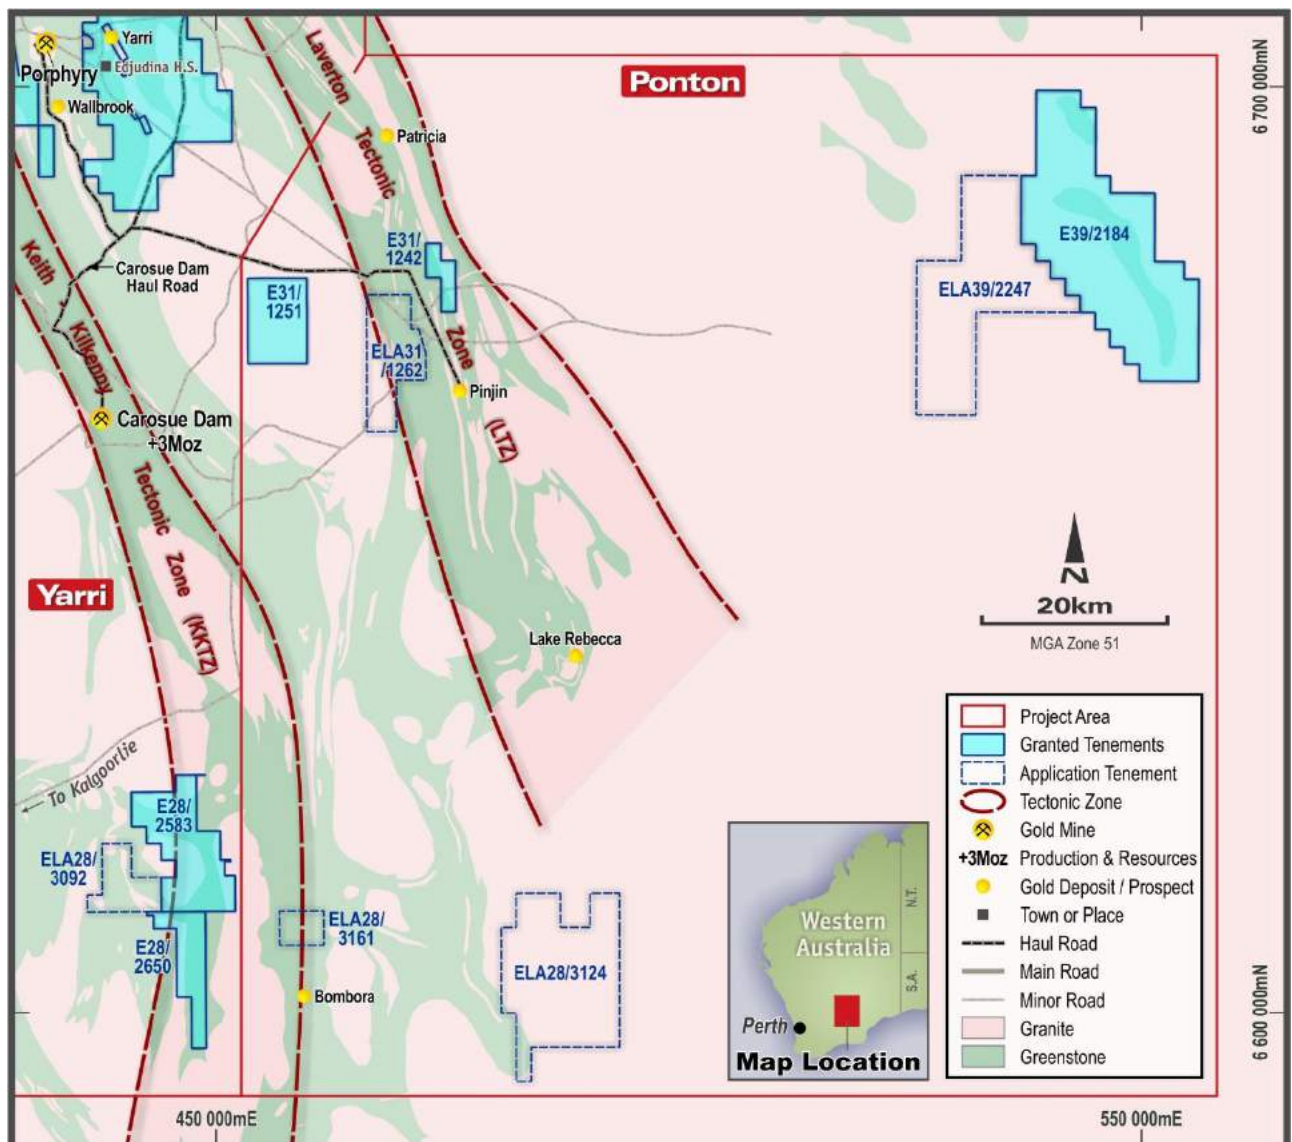 Ponton
Yarri
Edjudina H.S.
Porphyry
Wallbrook
Laverton
Tectonic
Zone
(LTZ)
Patricia
6 700 000mN
E39/2184
ELA39/2247
E31/
1242
Carosue Dam
Haul Road
E31/
1251
ELA31
/1262
Pinjin
Keith -
Kilkenny
Tectonic
Zone
(KKTZ)
Carosue Dam
+3Moz
Yarri
Lake Rebecca
N
20km
MGA Zone 51
To Kalgoorlie
E28/
2583
ELA28/
3092
E28/
2650
ELA28/
3161
Bombora
ELA28/3124
Western
Australia
N.T.
S.A.
Perth
Map Location
Project Area
Granted Tenements
Application Tenement
Tectonic Zone
Gold Mine
+3Moz Production & Resources
Gold Deposit / Prospect
Town or Place
Haul Road
Main Road
Minor Road
Granite
Greenstone
6 600 000mN
450 000mE
550 000mE